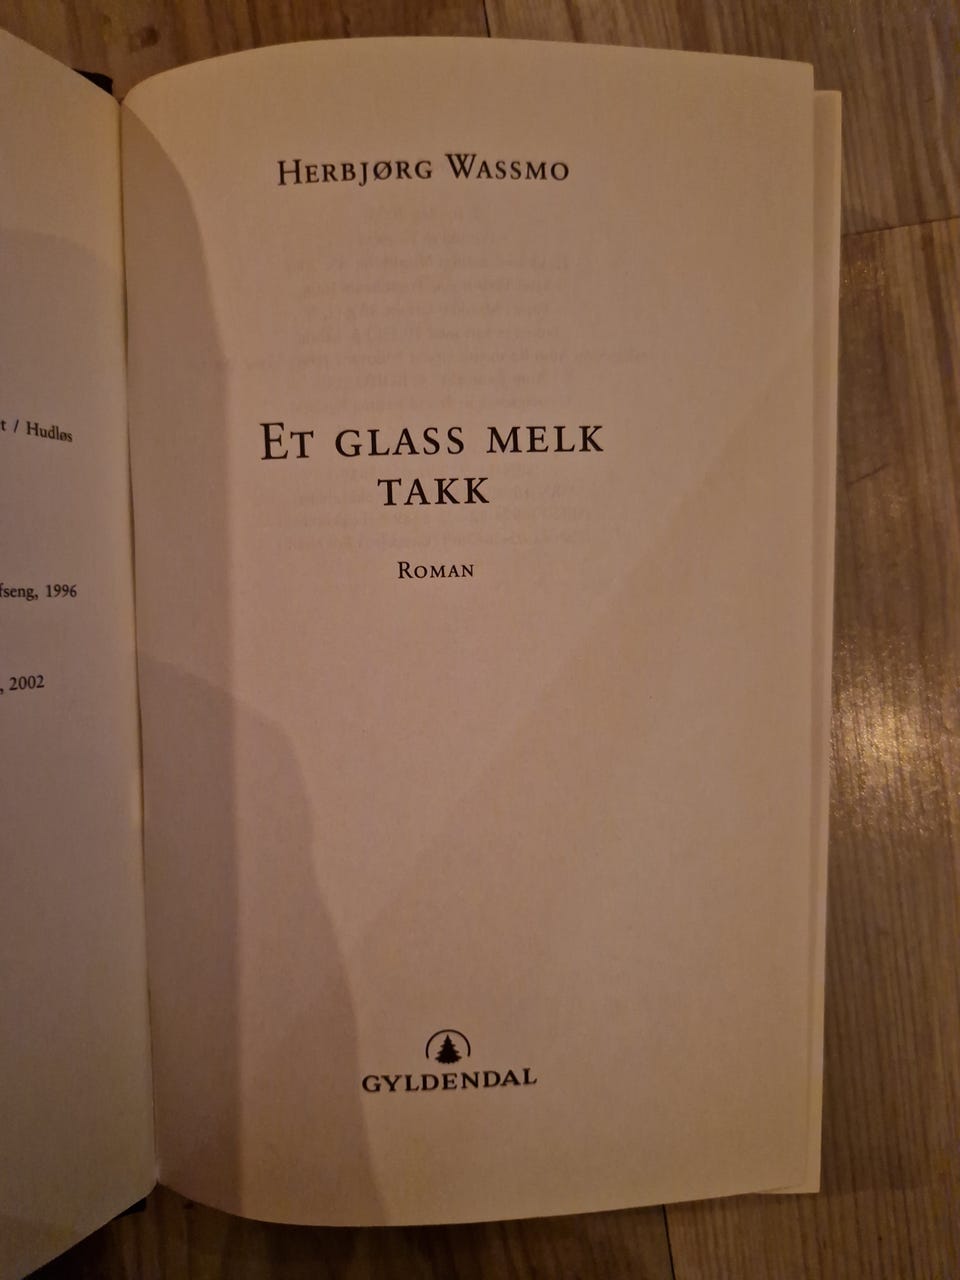 t / Hudløs
fseng, 1996
, 2002
HERBJØRG WASSMO
ET GLASS MELK
TAKK
ROMAN
GYLDENDAL